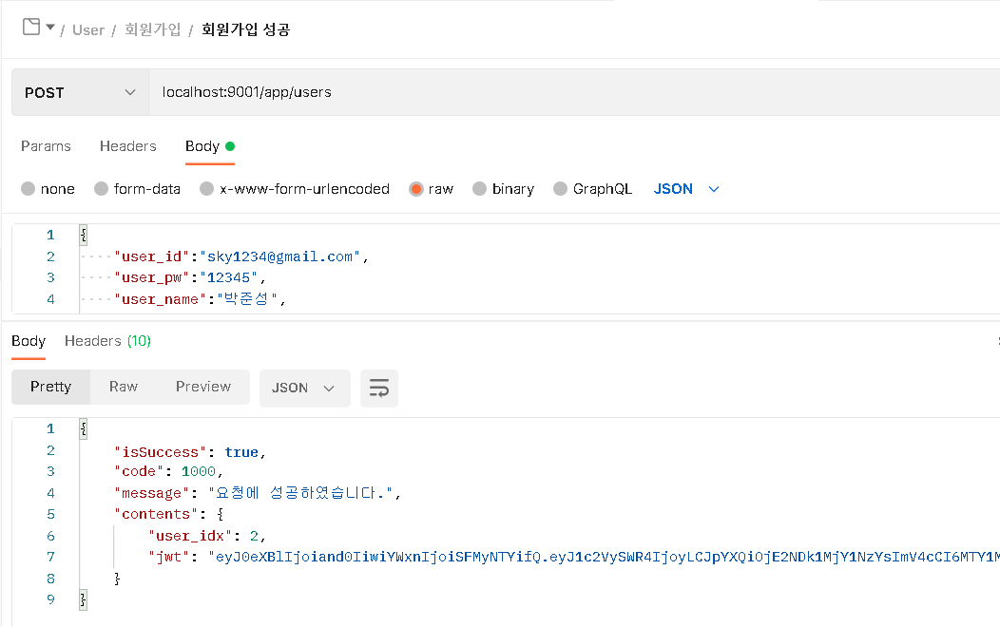 / User / 회원가입 / 회원가입 성공
POST localhost:9001/app/users
Params Headers Body
none form-data x-www-form-urlencoded raw binary GraphQL JSON
1 {
2 "user_id":"sky1234@gmail.com",
3 "user_pw":"12345",
4 "user_name":"박준성",
Body Headers (10)
Pretty Raw Preview JSON
1 {
2 "isSuccess": true,
3 "code": 1000,
4 "message": "요청에 성공하였습니다.",
5 "contents": {
6 "user_idx": 2,
7 "jwt": "eyJ0eXBlIjoiand0IiwiYWxnIjoiSFMyNTYifQ.eyJ1c2VySWR4IjoyLCJpYXQiOjE2NDk1MjY1NzYsImV4cCI6MTY1M
8 }
9 }